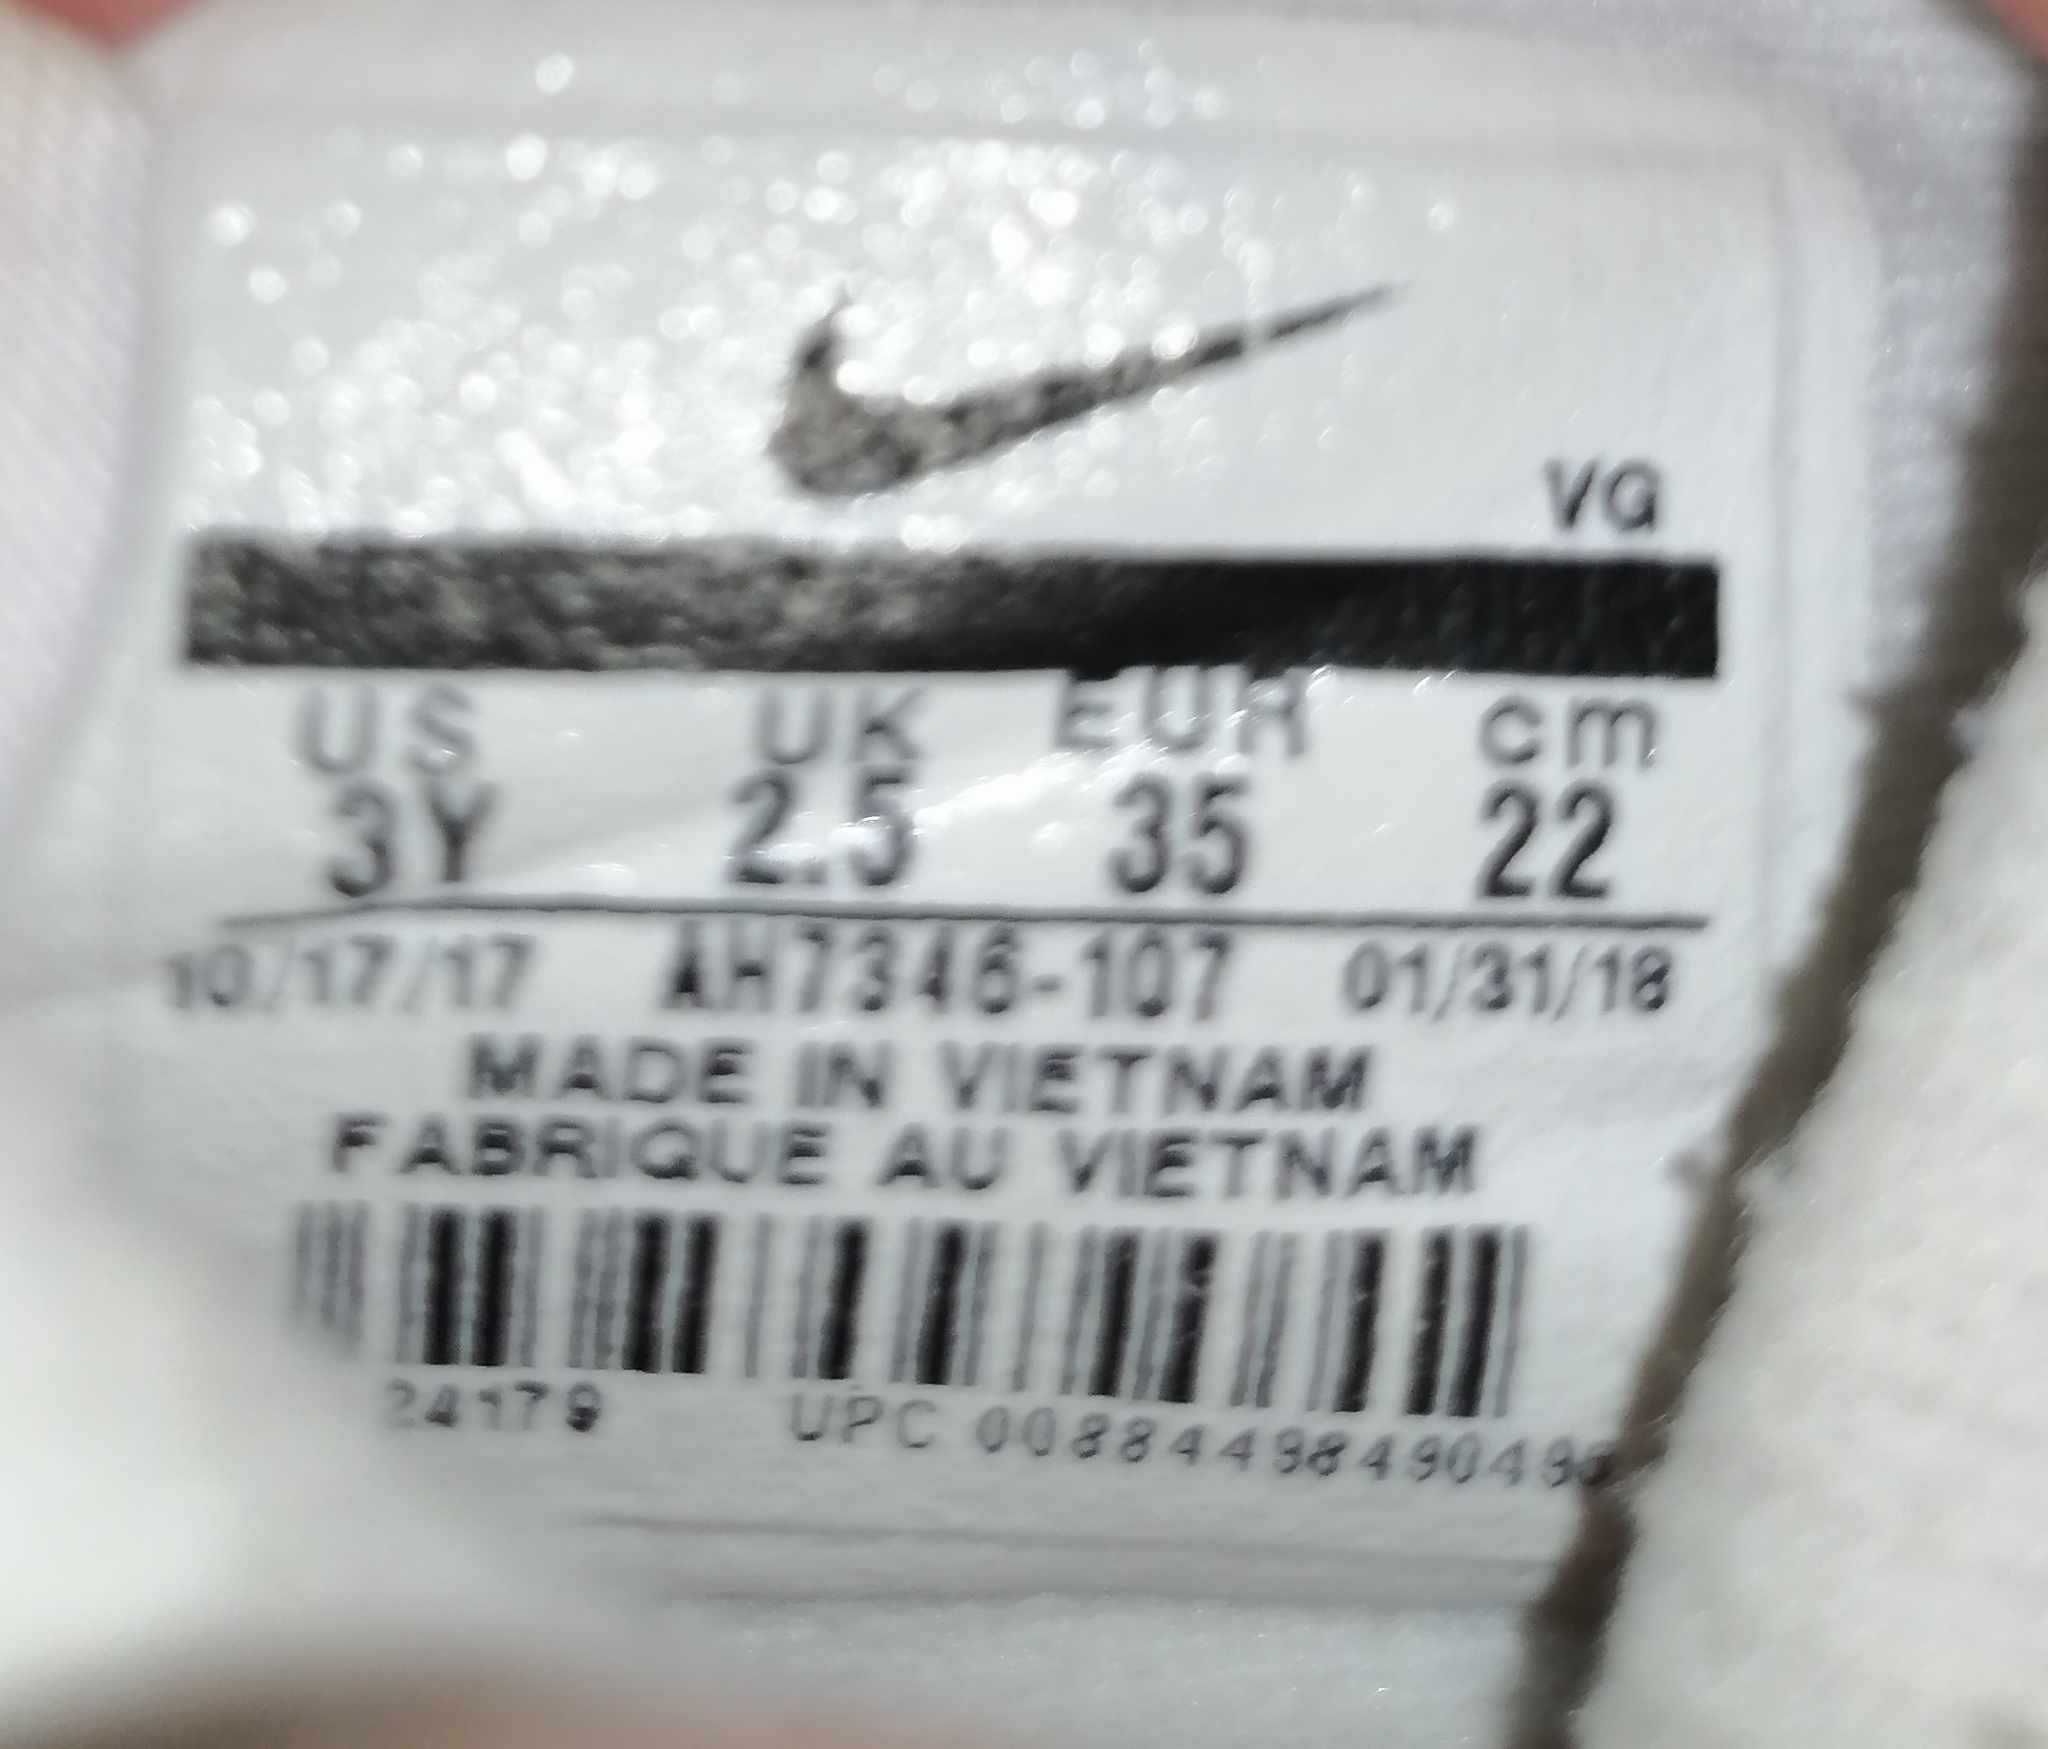 VG
US UK EUR cm
3Y 2.5 35 22
10/17/17 AH7346-107 01/31/18
MADE IN VIETNAM
FABRIQUE AU VIETNAM
24179 UPC